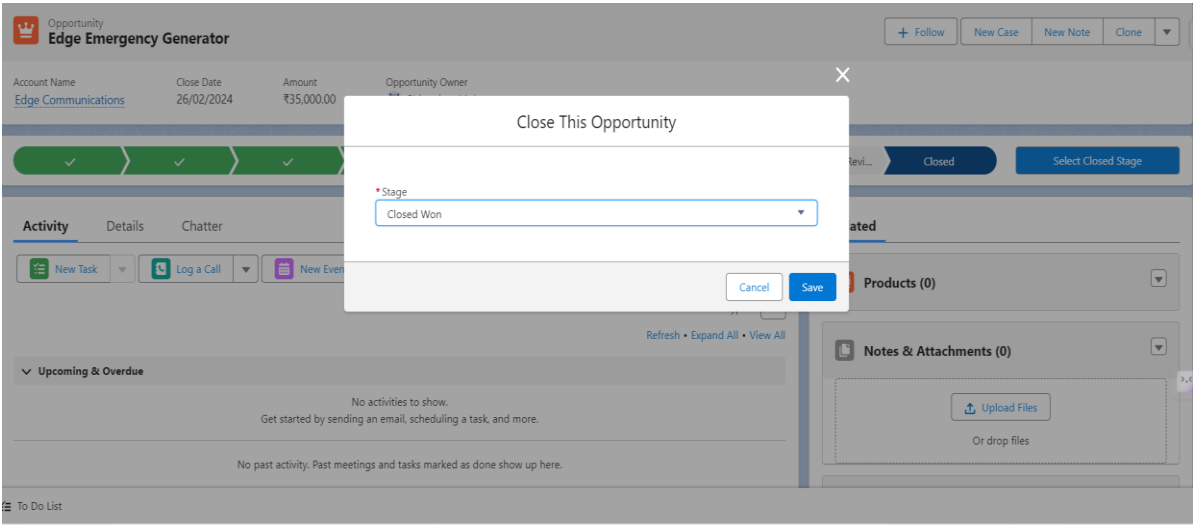 Opportunity
Edge Emergency Generator
+ Follow
New Case
New Note
Clone
Account Name
Close Date
Amount
Opportunity Owner
Edge Communications
26/02/2024
₹35,000.00
Close This Opportunity
Closed
Select Closed Stage
*Stage
Closed Won
Activity
Details
Chatter
New Task
Log a Call
Cancel
Save
Products (0)
Refresh • Expand All • View All
Notes & Attachments (0)
Upcoming & Overdue
No activities to show.
Get started by sending an email, scheduling a task, and more.
Upload Files
Or drop files
No past activity. Past meetings and tasks marked as done show up here.
To Do List